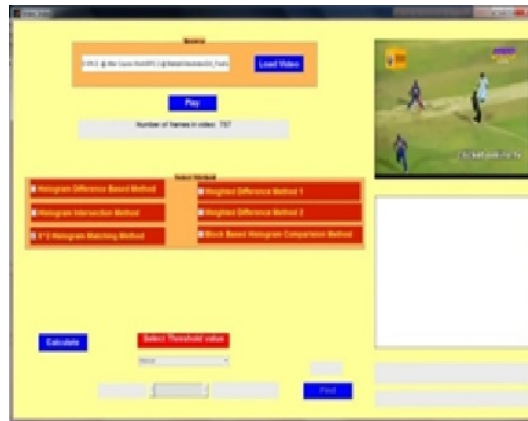 Source
Load Video
Play
Number of frames in video: 737
Select Method
Histogram Difference Based Method
Weighted Difference Method 1
Histogram Intersection Method
Weighted Difference Method 2
X^2 Histogram Matching Method
Block Based Histogram Comparision Method
Calculate
Select Threshold value
Find